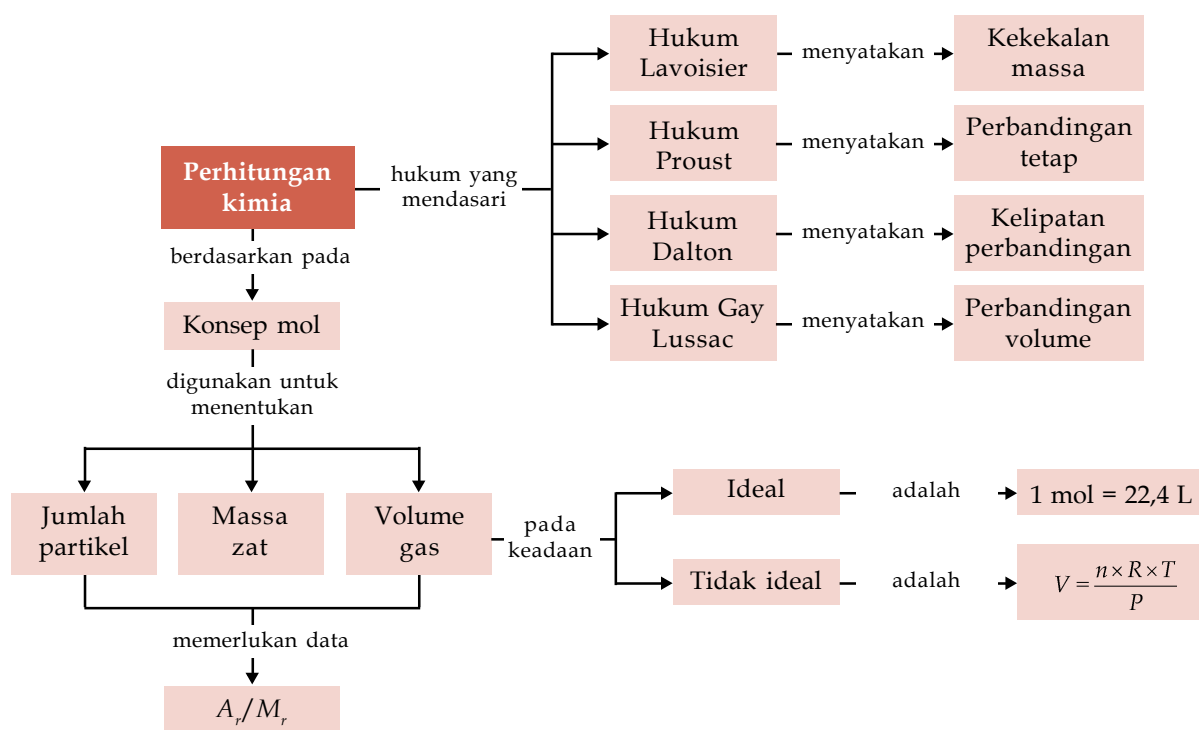 Perhitungan
kimia
hukum yang
mendasari
Hukum
Lavoisier
menyatakan
Kekekalan
massa
Hukum
Proust
menyatakan
Perbandingan
tetap
Hukum
Dalton
menyatakan
Kelipatan
perbandingan
Hukum Gay
Lussac
menyatakan
Perbandingan
volume
berdasarkan pada
Konsep mol
digunakan untuk
menentukan
Jumlah
partikel
Massa
zat
Volume
gas
pada
keadaan
Ideal
adalah
1 mol = 22,4 L
Tidak ideal
adalah
V = n × R × T / P
memerlukan data
A_r/M_r